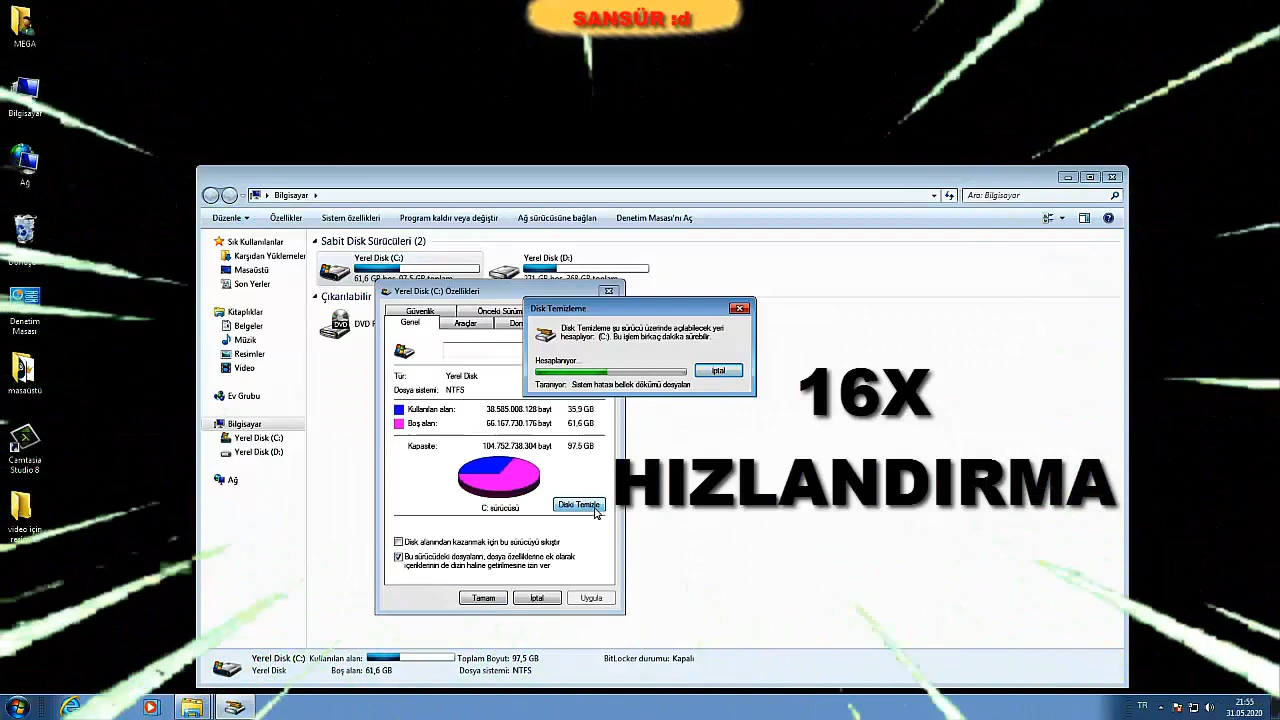 SANSÜR :d
MEGA
Bilgisayar
Ağ
Denetim
Masası
masaüstü
Camtasia
Studio 8
video için
Bilgisayar
Ara: Bilgisayar
Düzenle
Özellikler
Sistem özellikleri
Program kaldır veya değiştir
Ağ sürücüsüne bağlan
Denetim Masası'nı Aç
Sık Kullanılanlar
Karşıdan Yüklemeler
Masaüstü
Son Yerler
Kitaplıklar
Belgeler
Müzik
Resimler
Video
Ev Grubu
Bilgisayar
Yerel Disk (C:)
Yerel Disk (D:)
Ağ
Sabit Disk Sürücüleri (2)
Yerel Disk (C:)
Yerel Disk (D:)
Çıkarılabilir
DVD
Yerel Disk (C:) Özellikleri
Güvenlik
Önceki Sürüm
Genel
Araçlar
Don
Tür: Yerel Disk
Dosya sistemi: NTFS
Kullanılan alan: 38.585.008.128 bayt 35,9 GB
Boş alan: 66.167.730.176 bayt 61,6 GB
Kapasite: 104.752.738.304 bayt 97,5 GB
C: sürücüsü
Diski Temizle
Disk alanından kazanmak için bu sürücüyü sıkıştır
Bu sürücüdeki dosyaların, dosya özelliklerine ek olarak
içeriklerinin de dizin haline getirilmesine izin ver
Tamam
İptal
Uygula
Disk Temizleme
Disk Temizleme şu sürücü üzerinde açılabilecek yeri
hesaplıyor: (C:). Bu işlem birkaç dakika sürebilir.
Hesaplanıyor...
İptal
Taranıyor: Sistem hatası bellek dökümü dosyaları
16X
HIZLANDIRMA
Yerel Disk (C:) Kullanılan alan: Toplam Boyut: 97,5 GB BitLocker durumu: Kapalı
Yerel Disk Boş alan: 61,6 GB Dosya sistemi: NTFS
TR
21:55
31.05.2020